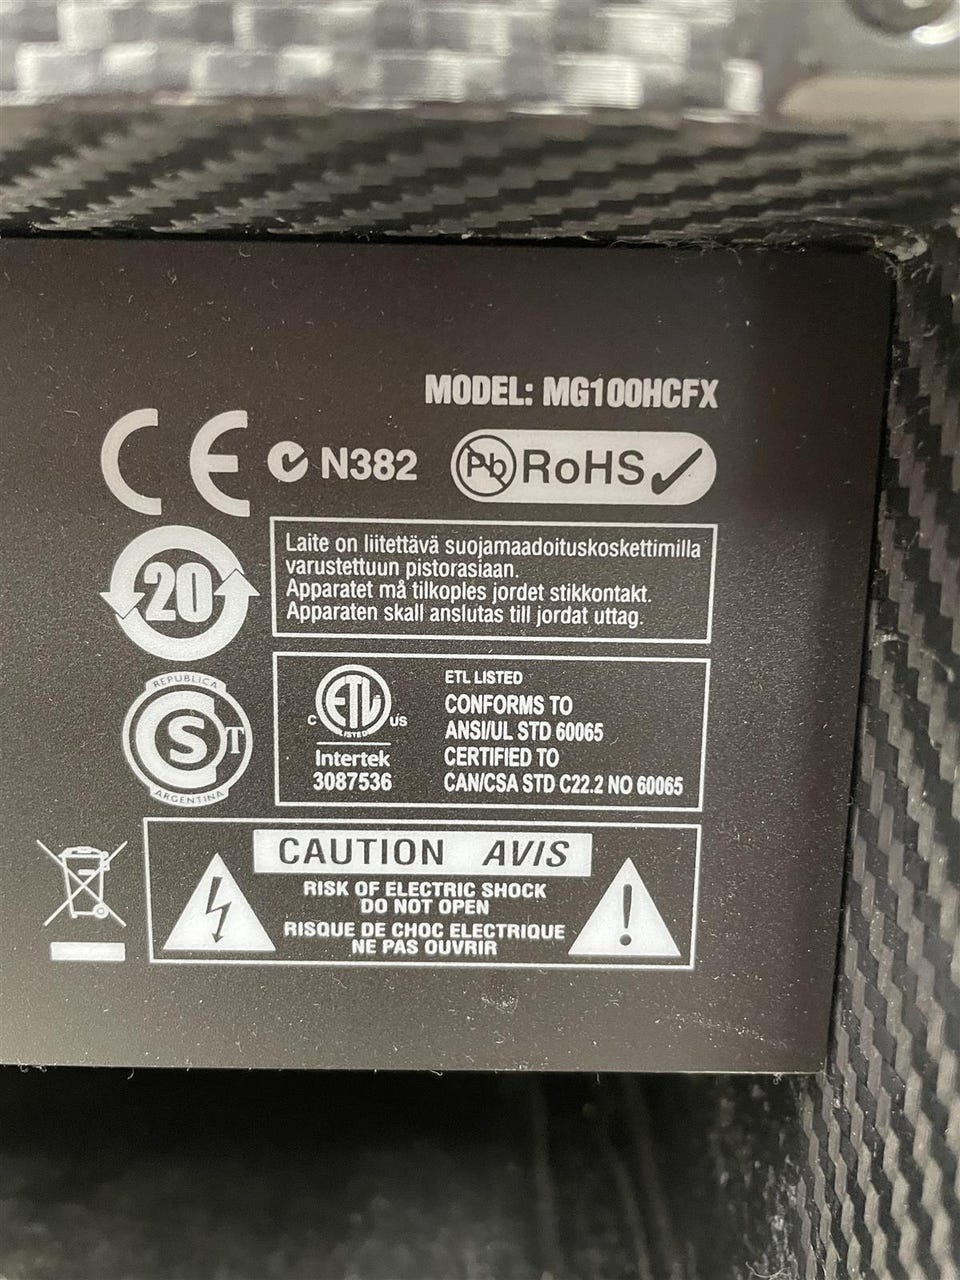 MODEL: MG100HCFX
CE N382 Pb RoHS
20
Laite on liitettävä suojamaadoituskoskettimilla
varustettuun pistorasiaan.
Apparatet må tilkoples jordet stikkontakt.
Apparaten skall anslutas till jordat uttag.
REPUBLICA
S T
ARGENTINA
C ETL US
LISTED
Intertek
3087536
ETL LISTED
CONFORMS TO
ANSI/UL STD 60065
CERTIFIED TO
CAN/CSA STD C22.2 NO 60065
CAUTION AVIS
RISK OF ELECTRIC SHOCK
DO NOT OPEN
RISQUE DE CHOC ELECTRIQUE
NE PAS OUVRIR
!